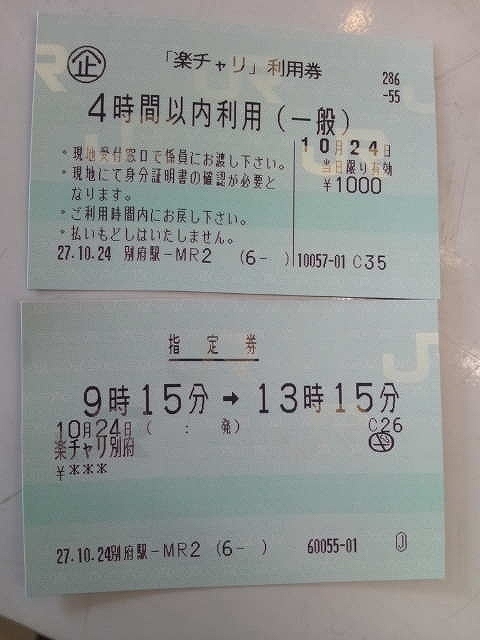 企
「楽チャリ」利用券
286
-55
4時間以内利用(一般)
・現地受付窓口で係員にお渡し下さい。
・現地にて身分証明書の確認が必要と
なります。
・ご利用時間内にお戻し下さい。
・払いもどしはいたしません。
10月24日
当日限り有効
￥1000
27.10.24 別府駅-MR2 (6- ) 10057-01 C35
指定券
9時15分→13時15分
10月24日 ( : 発) C26
楽チャリ別府
￥***
27.10.24別府駅-MR2 (6- ) 60055-01